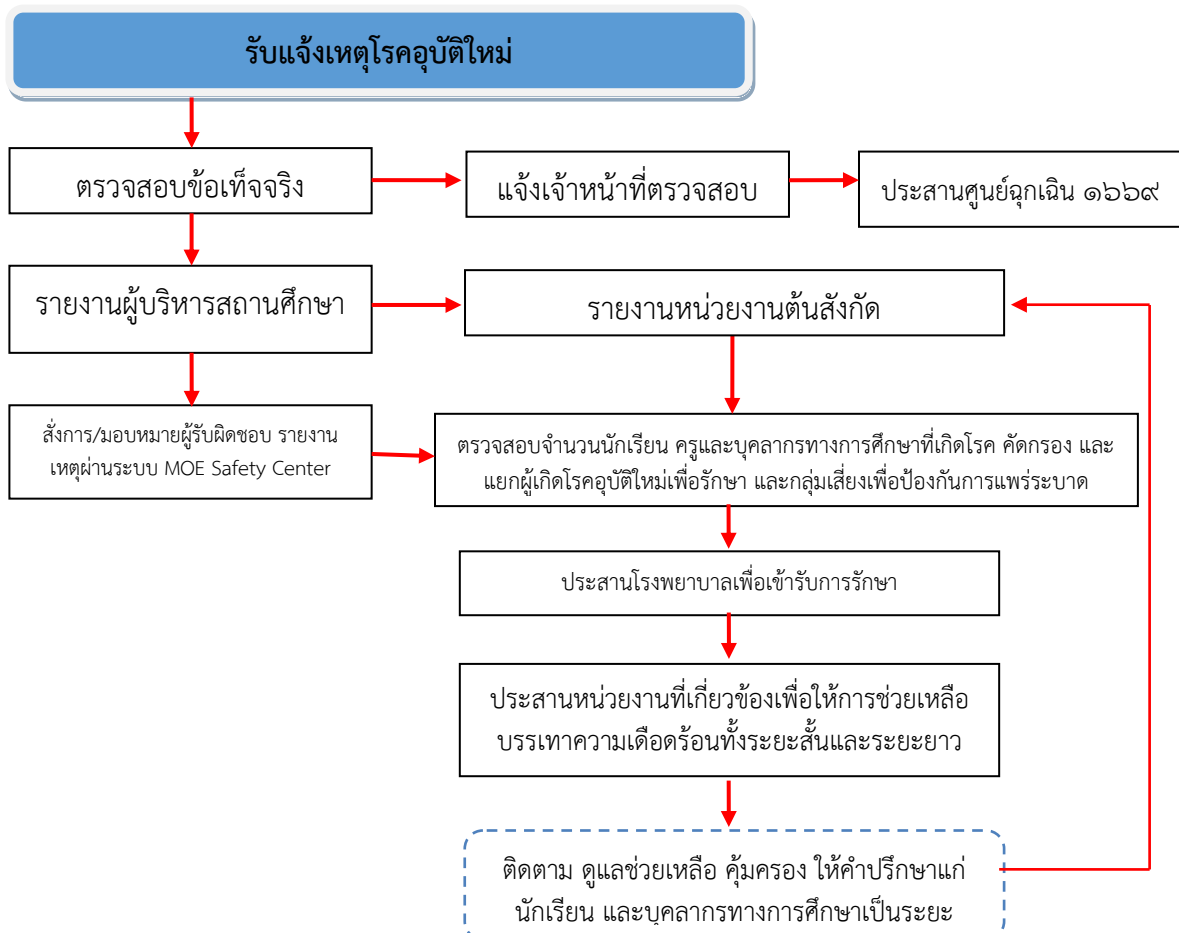 รับแจ้งเหตุโรคอุบัติใหม่
ตรวจสอบข้อเท็จจริง
แจ้งเจ้าหน้าที่ตรวจสอบ
ประสานศูนย์ฉุกเฉิน ๑๖๖๙
รายงานผู้บริหารสถานศึกษา
รายงานหน่วยงานต้นสังกัด
สั่งการ/มอบหมายผู้รับผิดชอบ รายงาน
เหตุผ่านระบบ MOE Safety Center
ตรวจสอบจำนวนนักเรียน ครูและบุคลากรทางการศึกษาที่เกิดโรค คัดกรอง และ
แยกผู้เกิดโรคอุบัติใหม่เพื่อรักษา และกลุ่มเสี่ยงเพื่อป้องกันการแพร่ระบาด
ประสานโรงพยาบาลเพื่อเข้ารับการรักษา
ประสานหน่วยงานที่เกี่ยวข้องเพื่อให้การช่วยเหลือ
บรรเทาความเดือดร้อนทั้งระยะสั้นและระยะยาว
ติดตาม ดูแลช่วยเหลือ คุ้มครอง ให้คำปรึกษาแก่
นักเรียน และบุคลากรทางการศึกษาเป็นระยะ